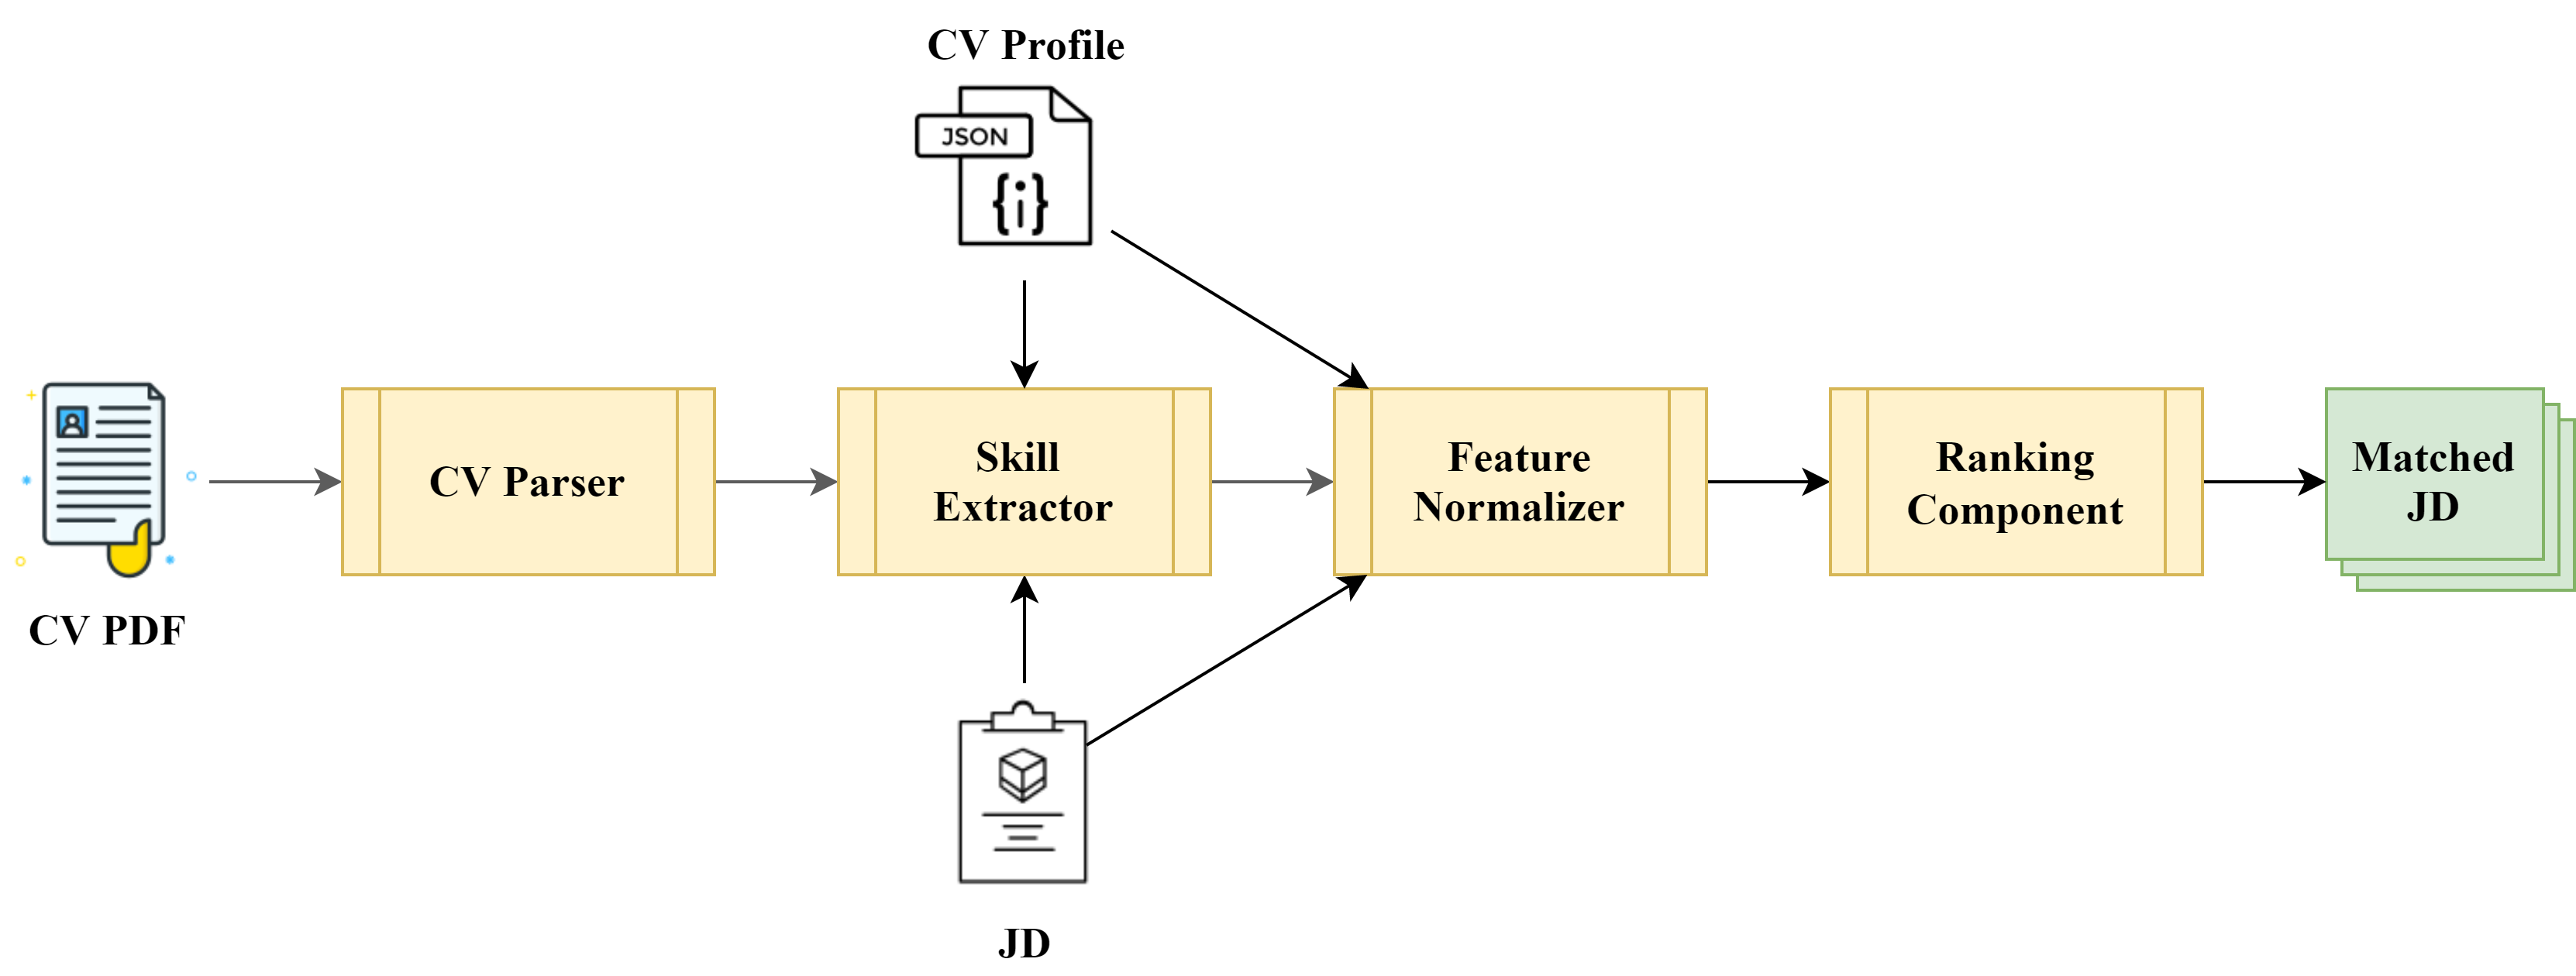 CV Profile
JSON
{i}
CV PDF
CV Parser
Skill
Extractor
Feature
Normalizer
Ranking
Component
Matched
JD
JD